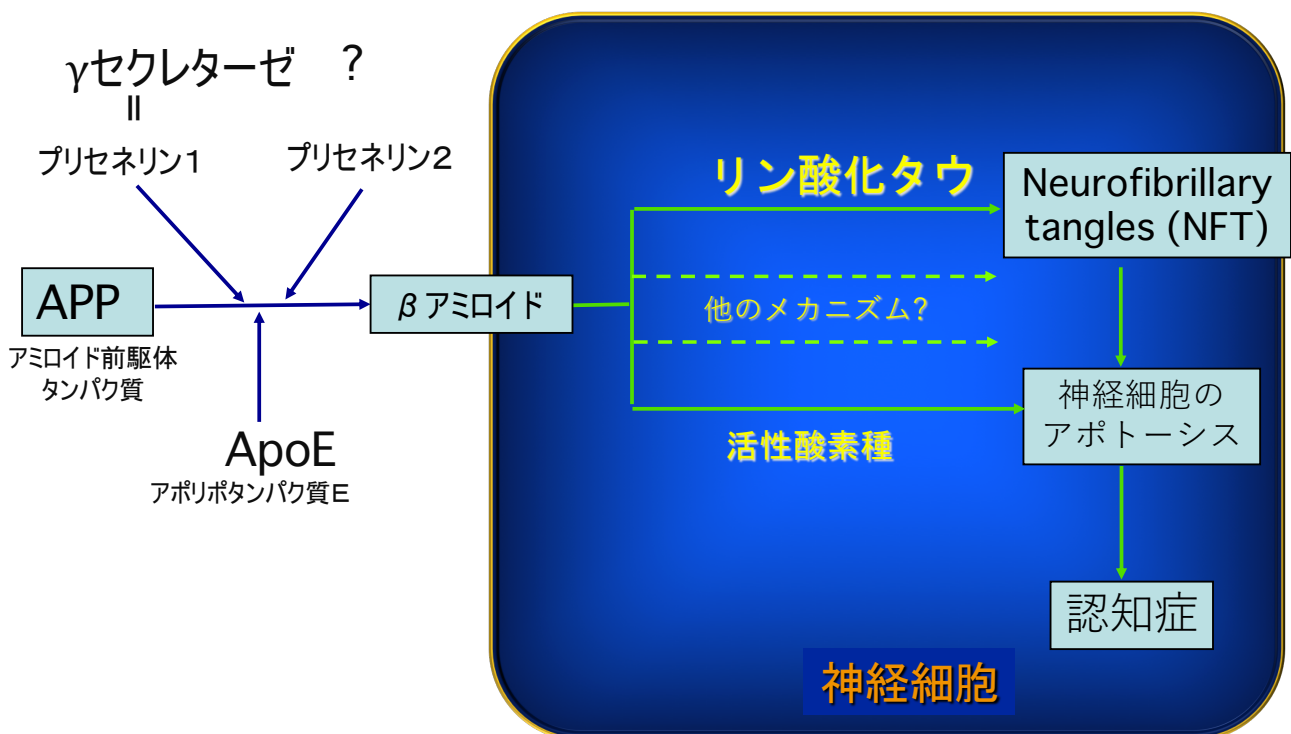 γセクレターゼ ?
=
プリセネリン1
プリセネリン2
APP
アミロイド前駆体
タンパク質
ApoE
アポリポタンパク質E
βアミロイド
リン酸化タウ
他のメカニズム?
活性酸素種
Neurofibrillary
tangles (NFT)
神経細胞の
アポトーシス
認知症
神経細胞